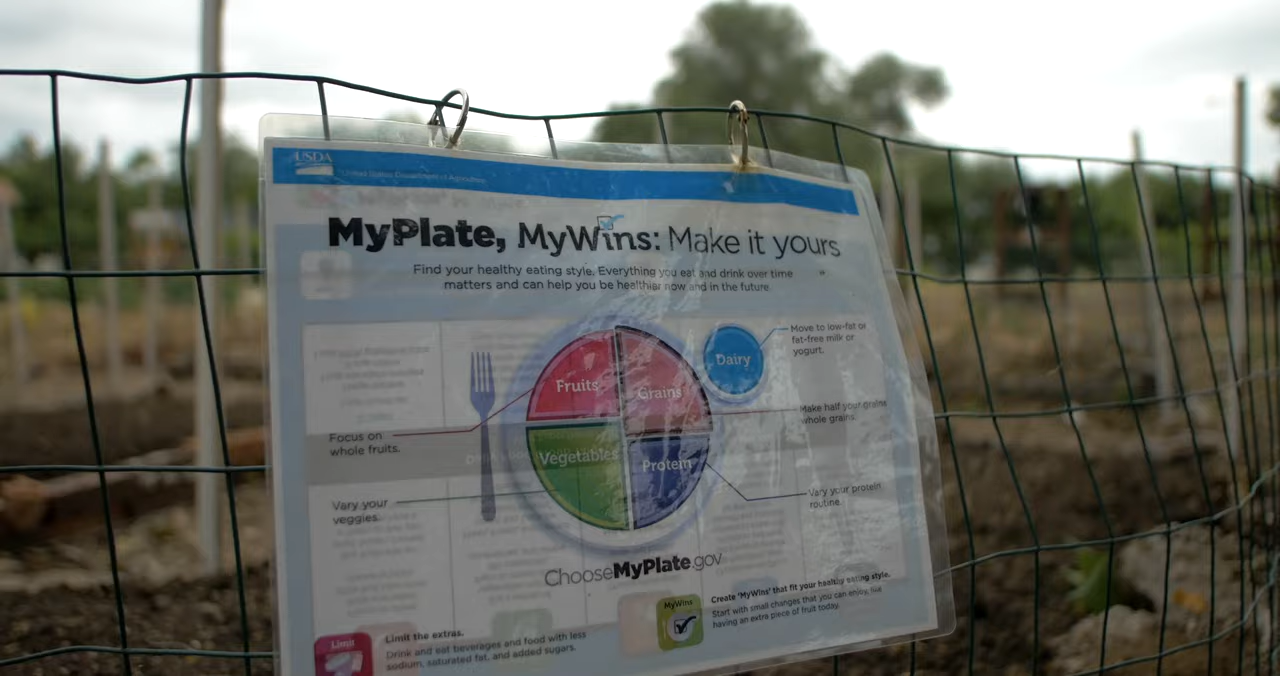 USDA
United States Department of Agriculture
MyPlate, MyWins: Make it yours
Find your healthy eating style. Everything you eat and drink over time
matters and can help you be healthier now and in the future.
Dairy
Move to low-fat or
fat-free milk or
yogurt.
Fruits
Grains
Make half your grains
whole grains.
Focus on
whole fruits.
Vegetables
Protein
Vary your
veggies.
Vary your protein
routine.
ChooseMyPlate.gov
Limit
Limit the extras.
Drink and eat beverages and food with less
sodium, saturated fat, and added sugars.
MyWins
Create 'MyWins' that fit your healthy eating style.
Start with small changes that you can enjoy, like
having an extra piece of fruit today.